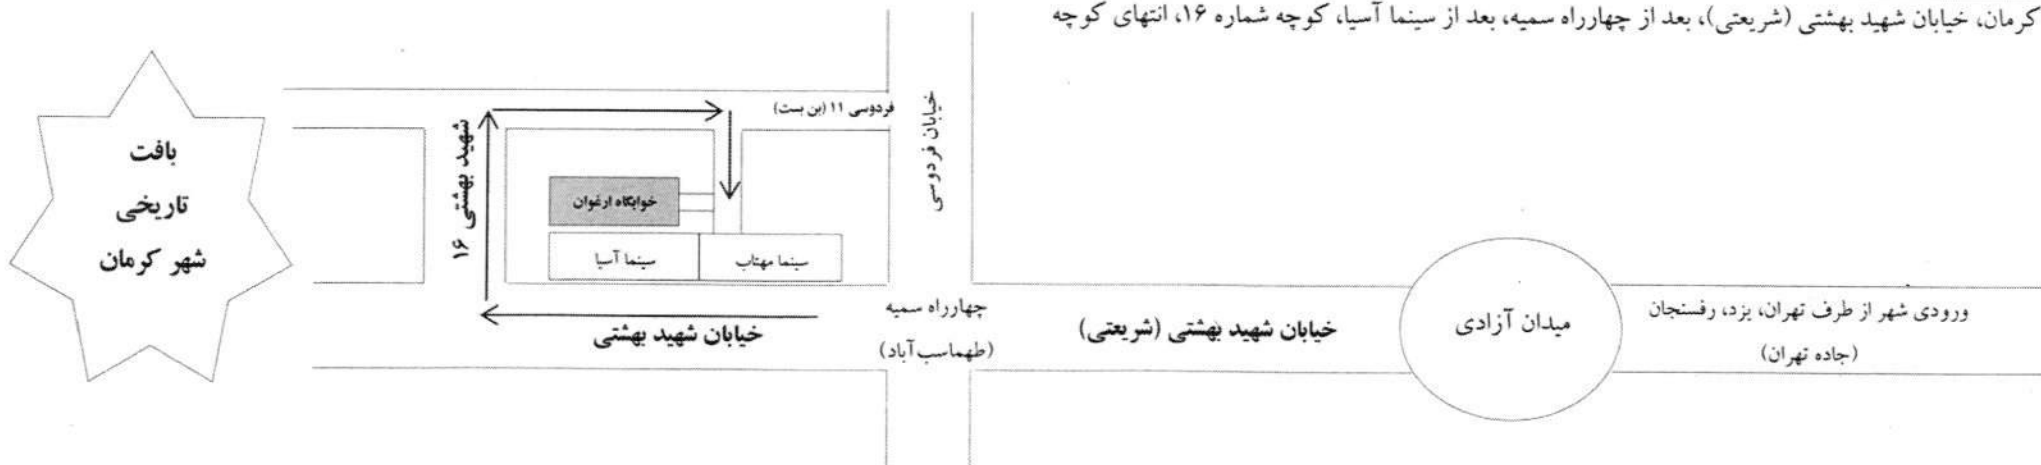 کرمان، خیابان شهید بهشتی (شریعتی)، بعد از چهارراه سمیه، بعد از سینما آسیا، کوچه شماره ۱۶، انتهای کوچه
ورودی شهر از طرف تهران، یزد، رفسنجان
(جاده تهران)
میدان آزادی
خیابان شهید بهشتی (شریعتی)
خیابان فردوسی
چهارراه سمیه
(طهماسب آباد)
فردوسی ۱۱ (بن بست)
خوابگاه ارغوان
سینما مهتاب
سینما آسیا
خیابان شهید بهشتی
شهید بهشتی ۱۶
بافت
تاریخی
شهر کرمان